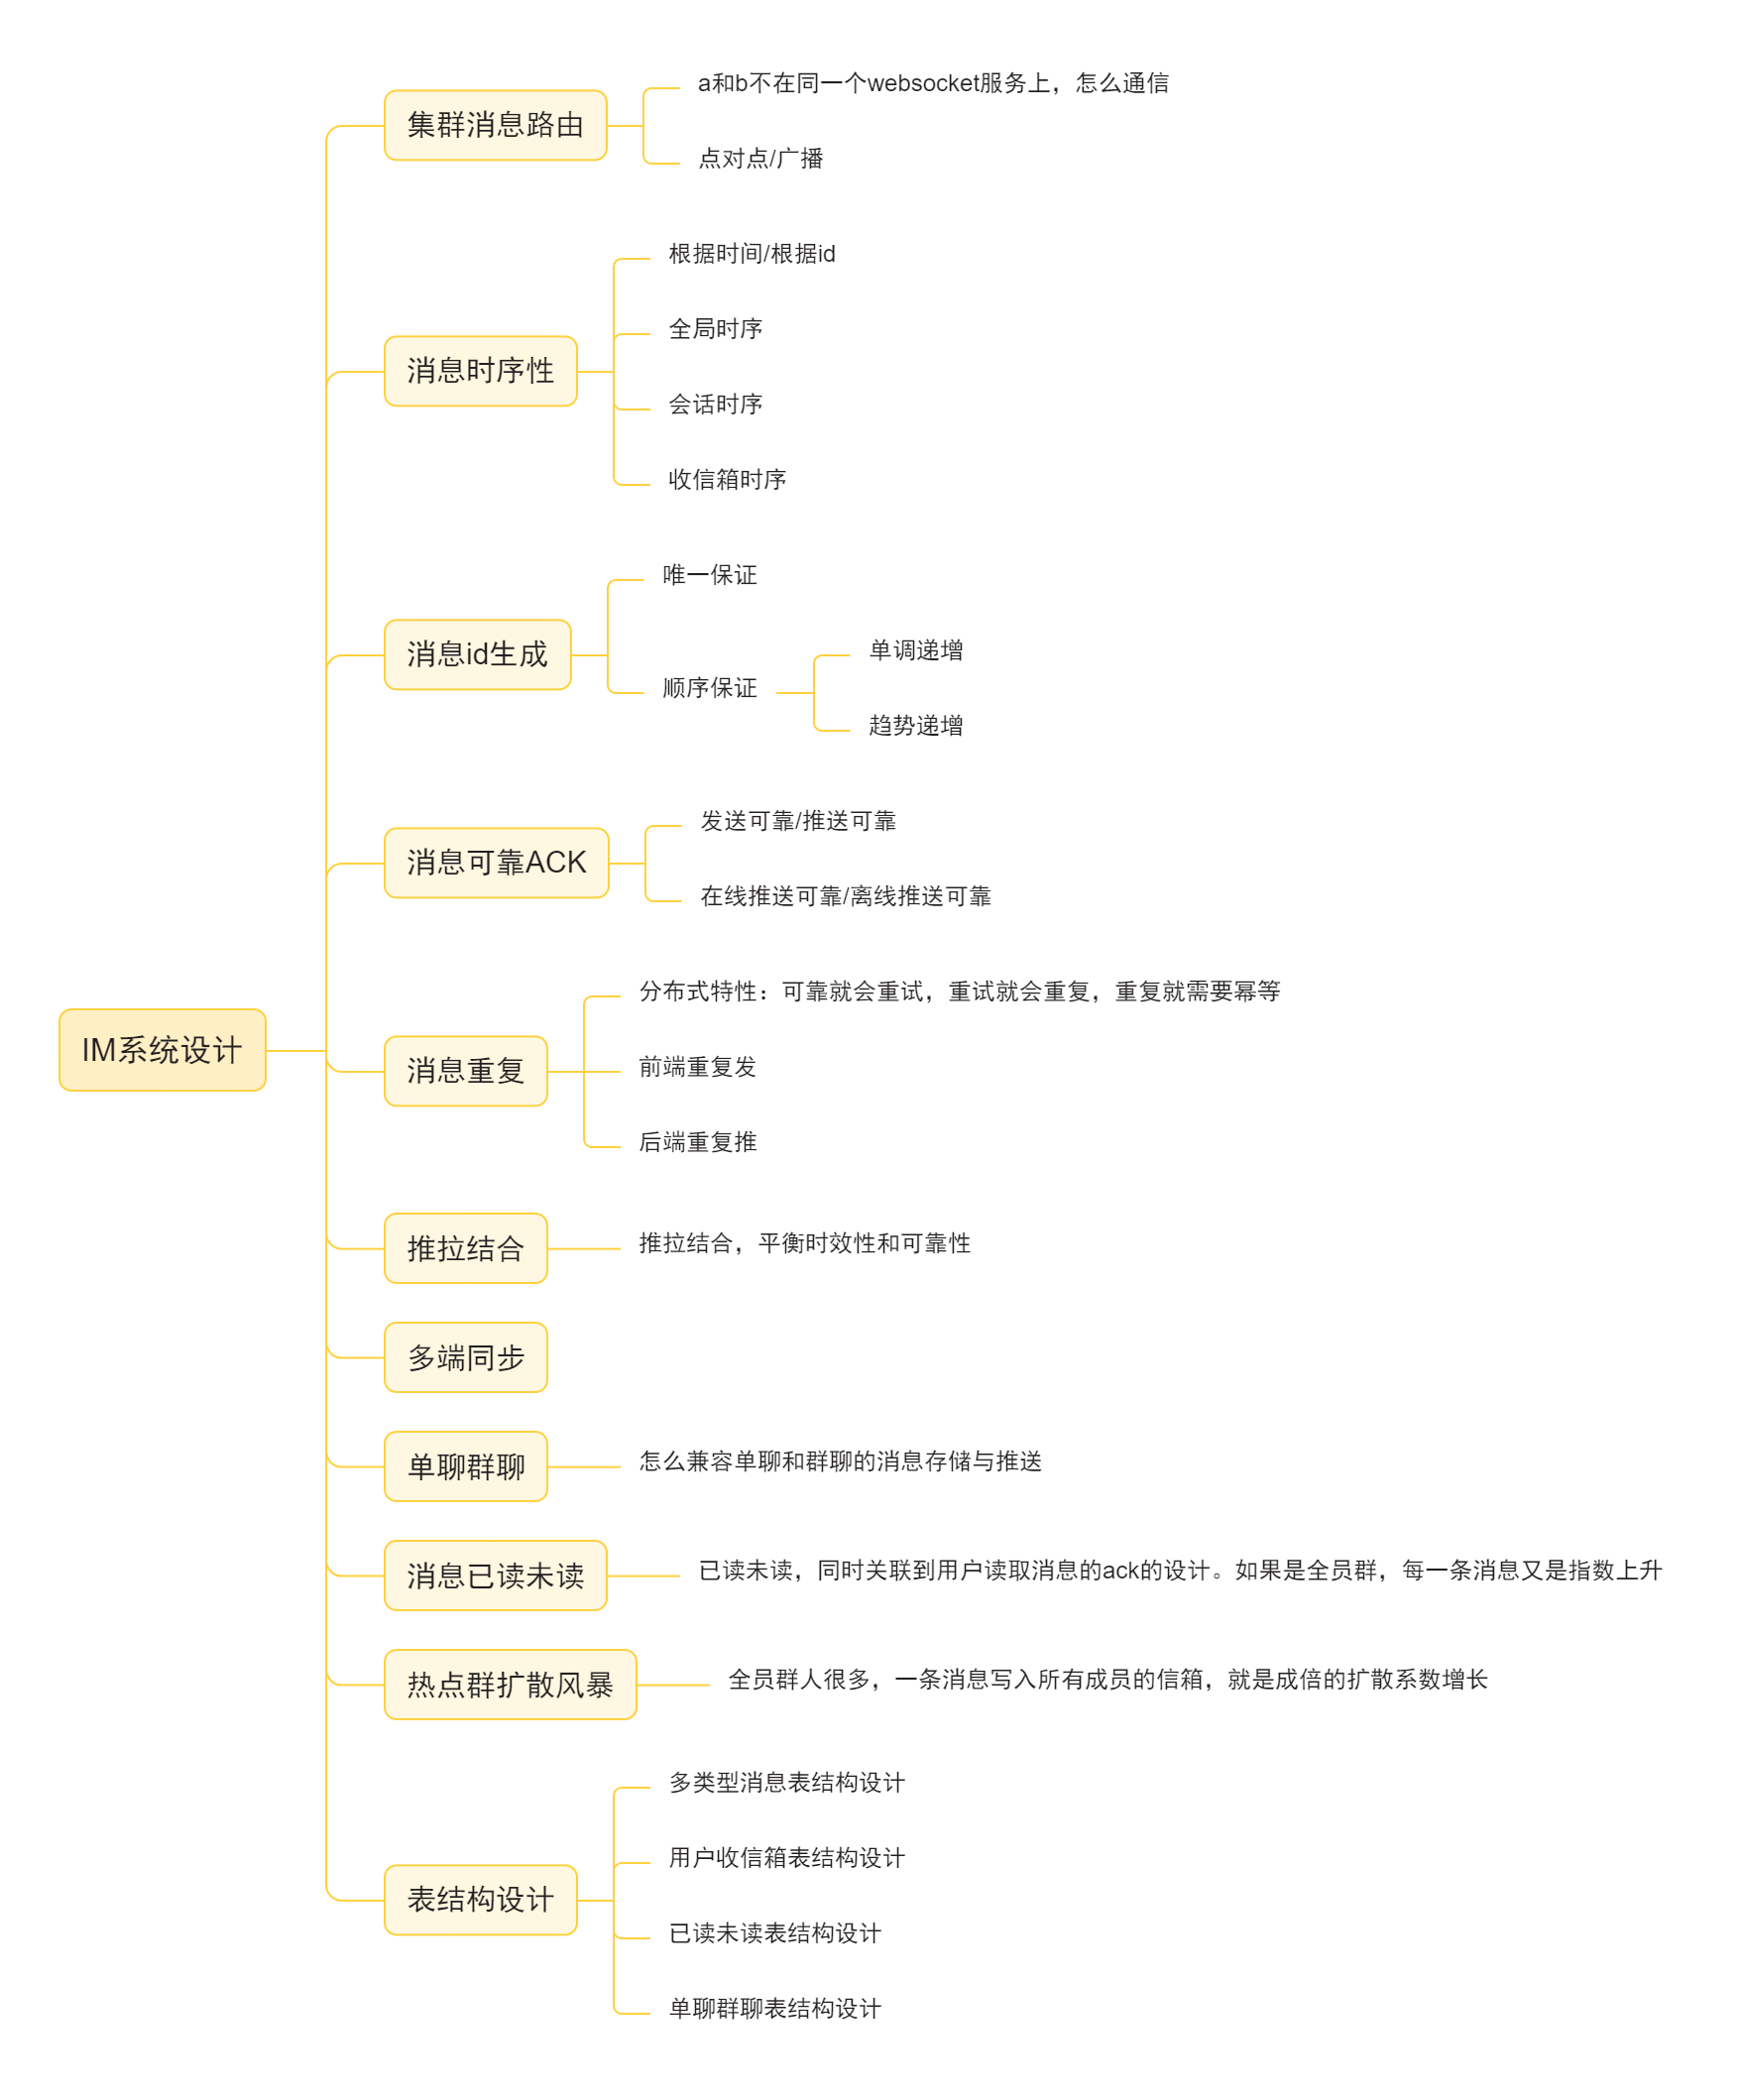 IM系统设计
集群消息路由
a和b不在同一个websocket服务上，怎么通信
点对点/广播
消息时序性
根据时间/根据id
全局时序
会话时序
收信箱时序
消息id生成
唯一保证
顺序保证
单调递增
趋势递增
消息可靠ACK
发送可靠/推送可靠
在线推送可靠/离线推送可靠
消息重复
分布式特性：可靠就会重试，重试就会重复，重复就需要幂等
前端重复发
后端重复推
推拉结合
推拉结合，平衡时效性和可靠性
多端同步
单聊群聊
怎么兼容单聊和群聊的消息存储与推送
消息已读未读
已读未读，同时关联到用户读取消息的ack的设计。如果是全员群，每一条消息又是指数上升
热点群扩散风暴
全员群人很多，一条消息写入所有成员的信箱，就是成倍的扩散系数增长
表结构设计
多类型消息表结构设计
用户收信箱表结构设计
已读未读表结构设计
单聊群聊表结构设计